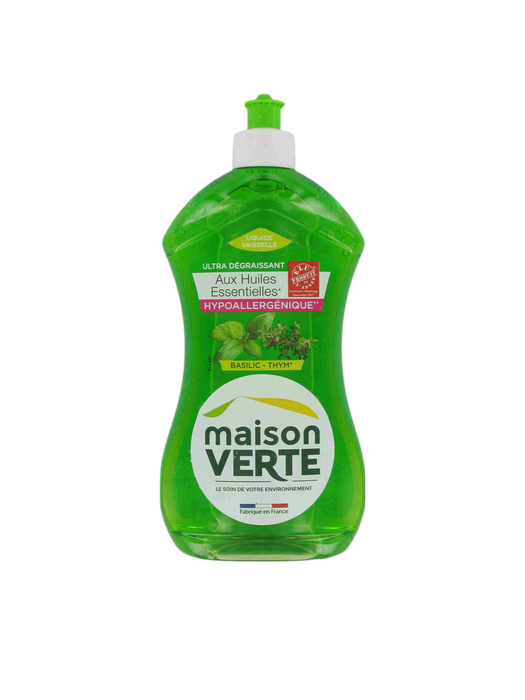 LIQUIDE
VAISSELLE
ULTRA DÉGRAISSANT
Aux Huiles
Essentielles*
HYPOALLERGÉNIQUE**
BASILIC - THYM*
maison
VERTE
LE SOIN DE VOTRE ENVIRONNEMENT
Fabriqué en France